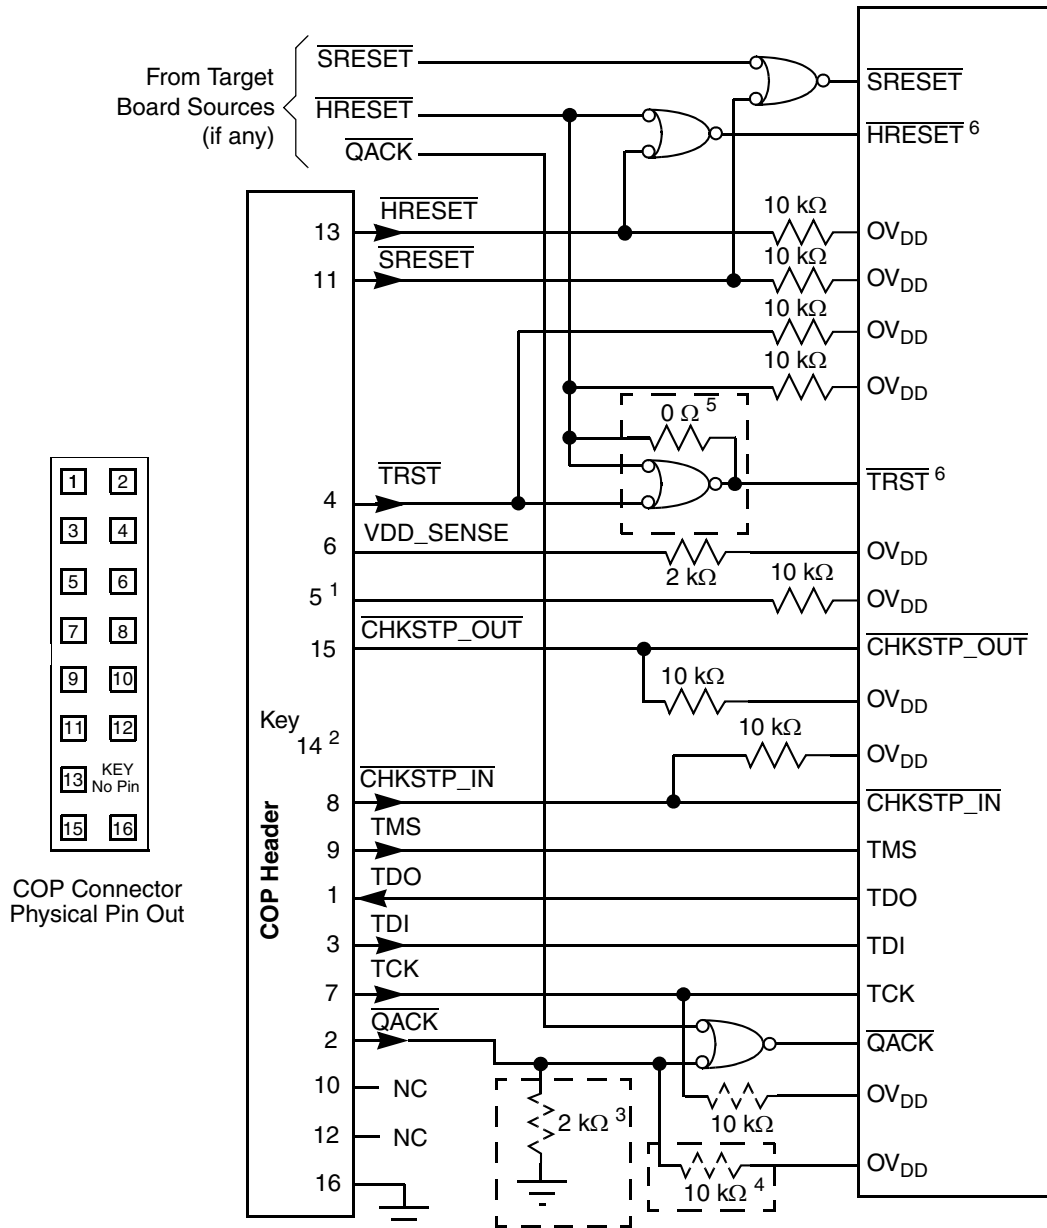 From Target
Board Sources
(if any)
SRESET
HRESET
QACK
SRESET
HRESET 6
13 HRESET 10 kΩ OVDD
11 SRESET 10 kΩ OVDD
10 kΩ OVDD
10 kΩ OVDD
0 Ω 5
4 TRST TRST 6
6 VDD_SENSE 2 kΩ OVDD
5 1 10 kΩ OVDD
15 CHKSTP_OUT CHKSTP_OUT
10 kΩ OVDD
Key
14 2
10 kΩ OVDD
8 CHKSTP_IN CHKSTP_IN
9 TMS TMS
1 TDO TDO
3 TDI TDI
7 TCK TCK
2 QACK QACK
10 NC
10 kΩ OVDD
12 NC
2 kΩ 3
10 kΩ 4 OVDD
16
COP Header
1 2
3 4
5 6
7 8
9 10
11 12
13 KEY
No Pin
15 16
COP Connector
Physical Pin Out